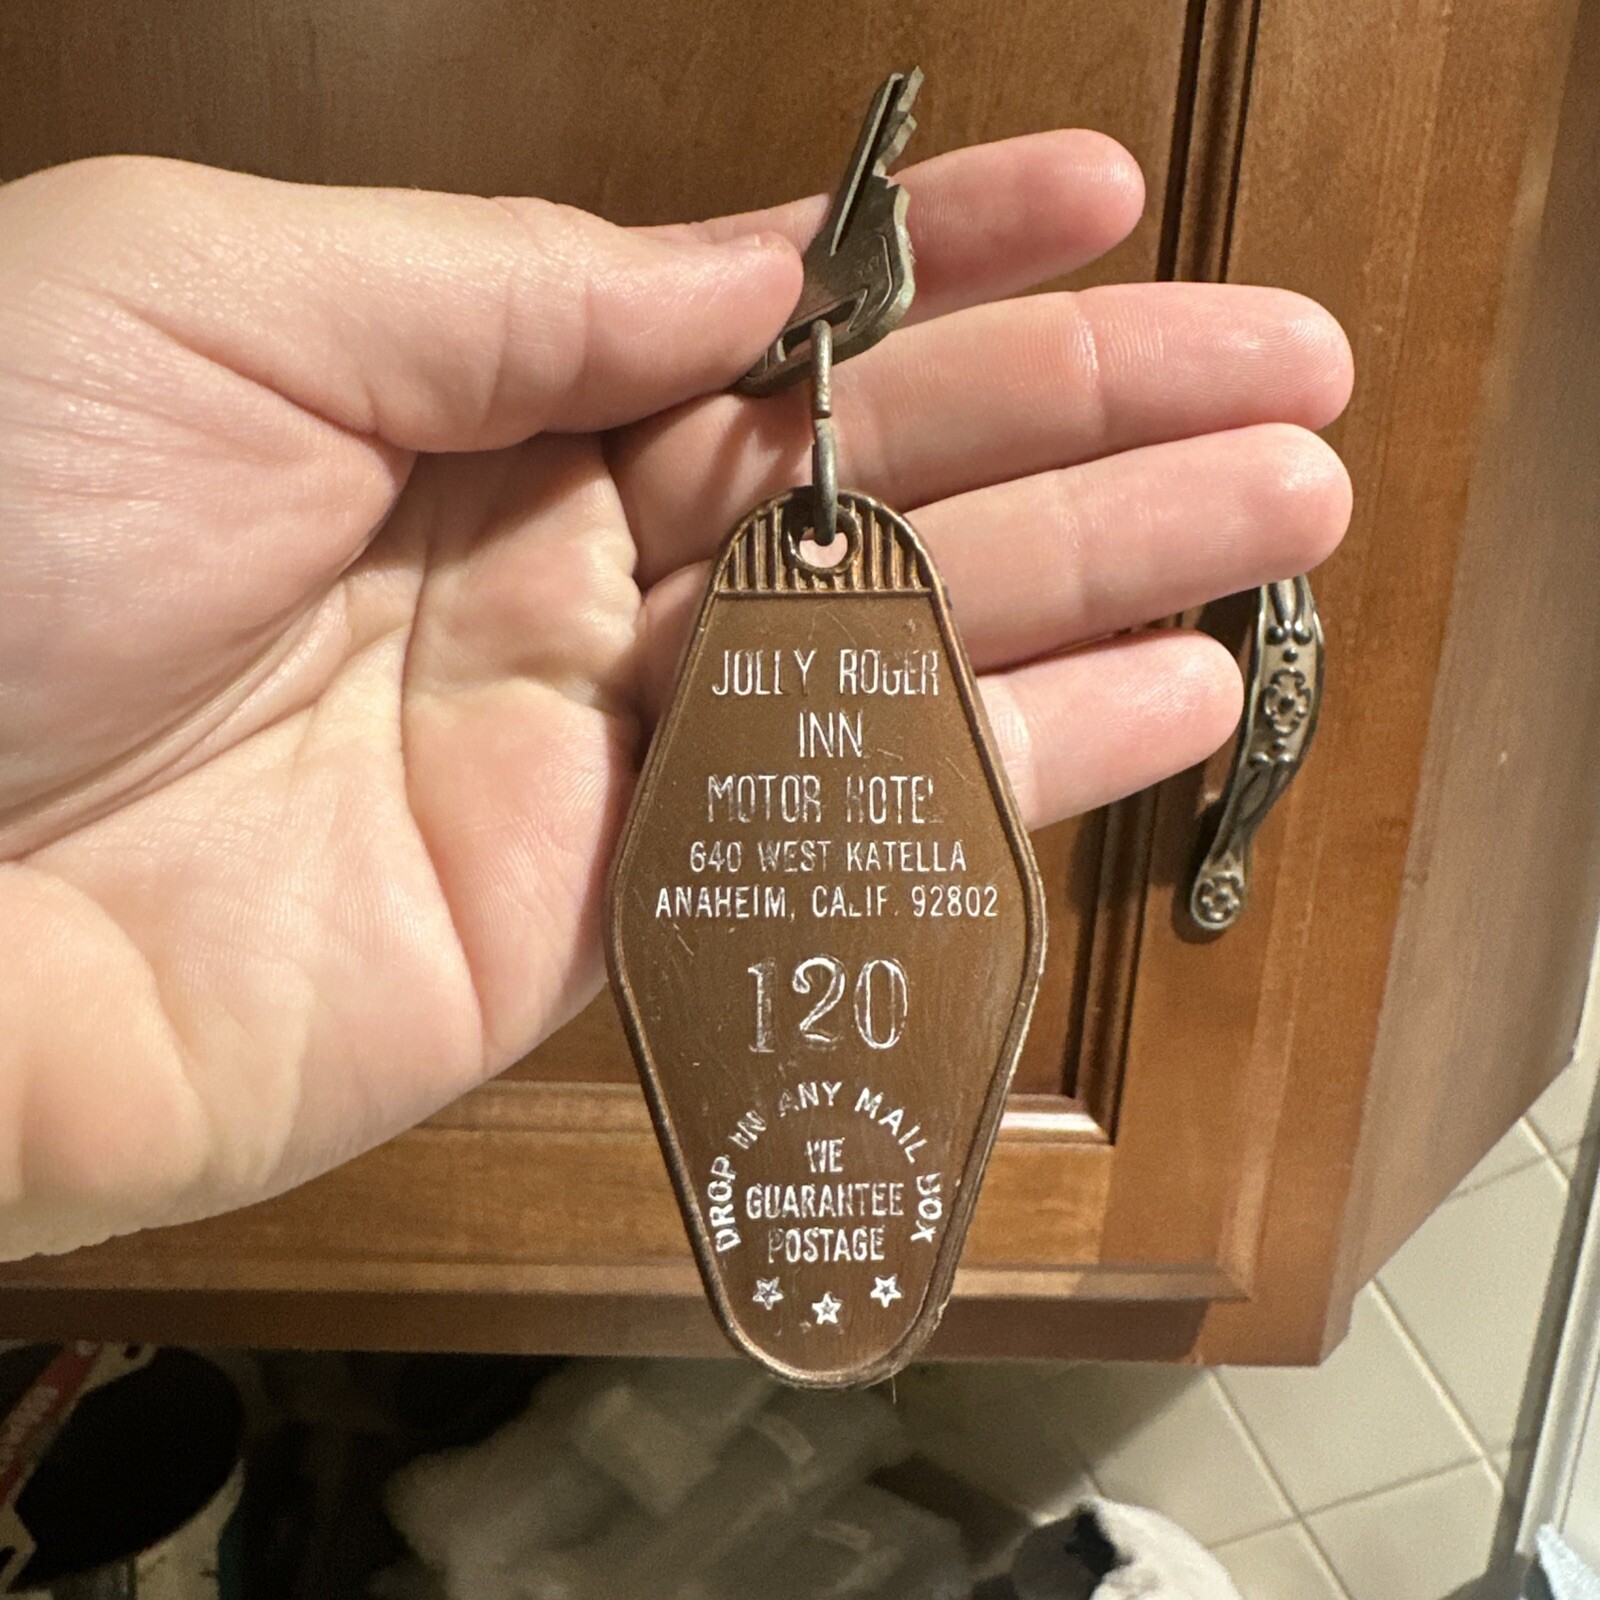 JOLLY ROGER
INN
MOTOR HOTEL
640 WEST KATELLA
ANAHEIM, CALIF. 92802
120
DROP IN ANY MAIL BOX
WE
GUARANTEE
POSTAGE